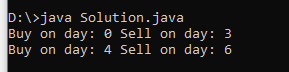 D:\>java Solution.java
Buy on day: 0 Sell on day: 3
Buy on day: 4 Sell on day: 6